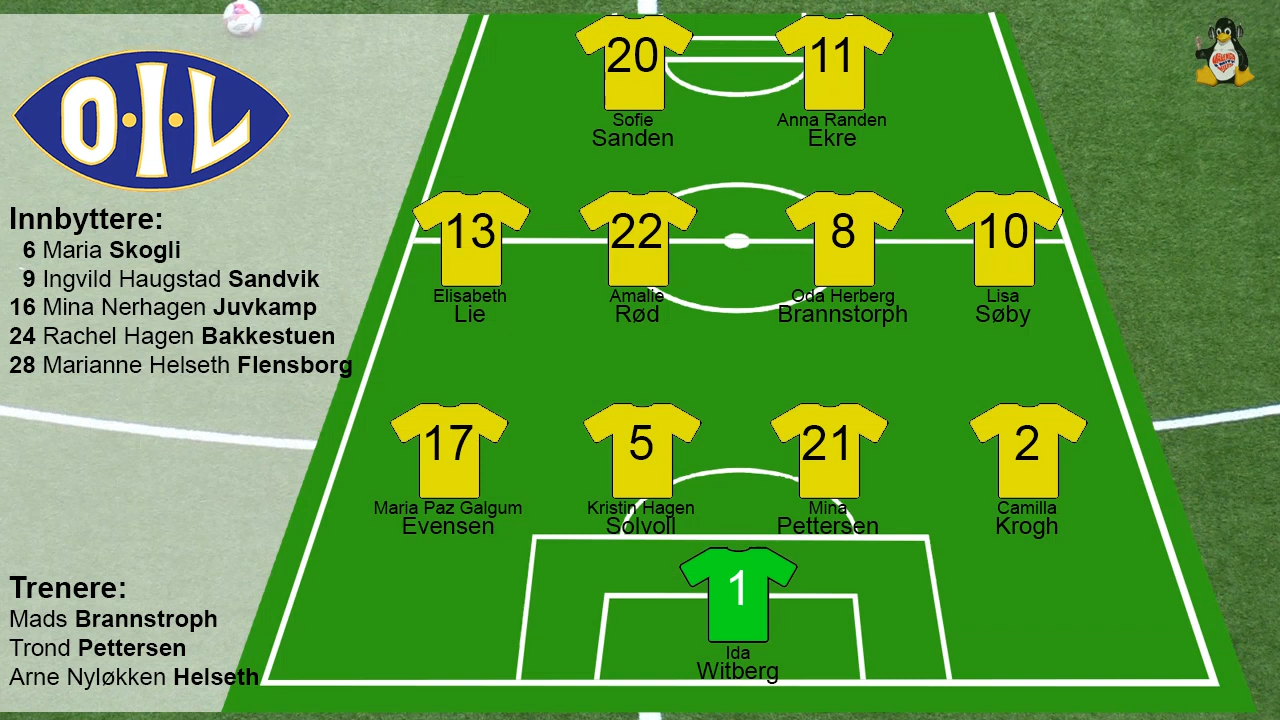 O·I·L
Innbyttere:
6 Maria Skogli
9 Ingvild Haugstad Sandvik
16 Mina Nerhagen Juvkamp
24 Rachel Hagen Bakkestuen
28 Marianne Helseth Flensborg
Trenere:
Mads Brannstroph
Trond Pettersen
Arne Nyløkken Helseth
20
Sofie
Sanden
11
Anna Randen
Ekre
13
Elisabeth
Lie
22
Amalie
Rød
8
Oda Herberg
Brannstorph
10
Lisa
Søby
17
Maria Paz Galgum
Evensen
5
Kristin Hagen
Solvoll
21
Mina
Pettersen
2
Camilla
Krogh
1
Ida
Witberg